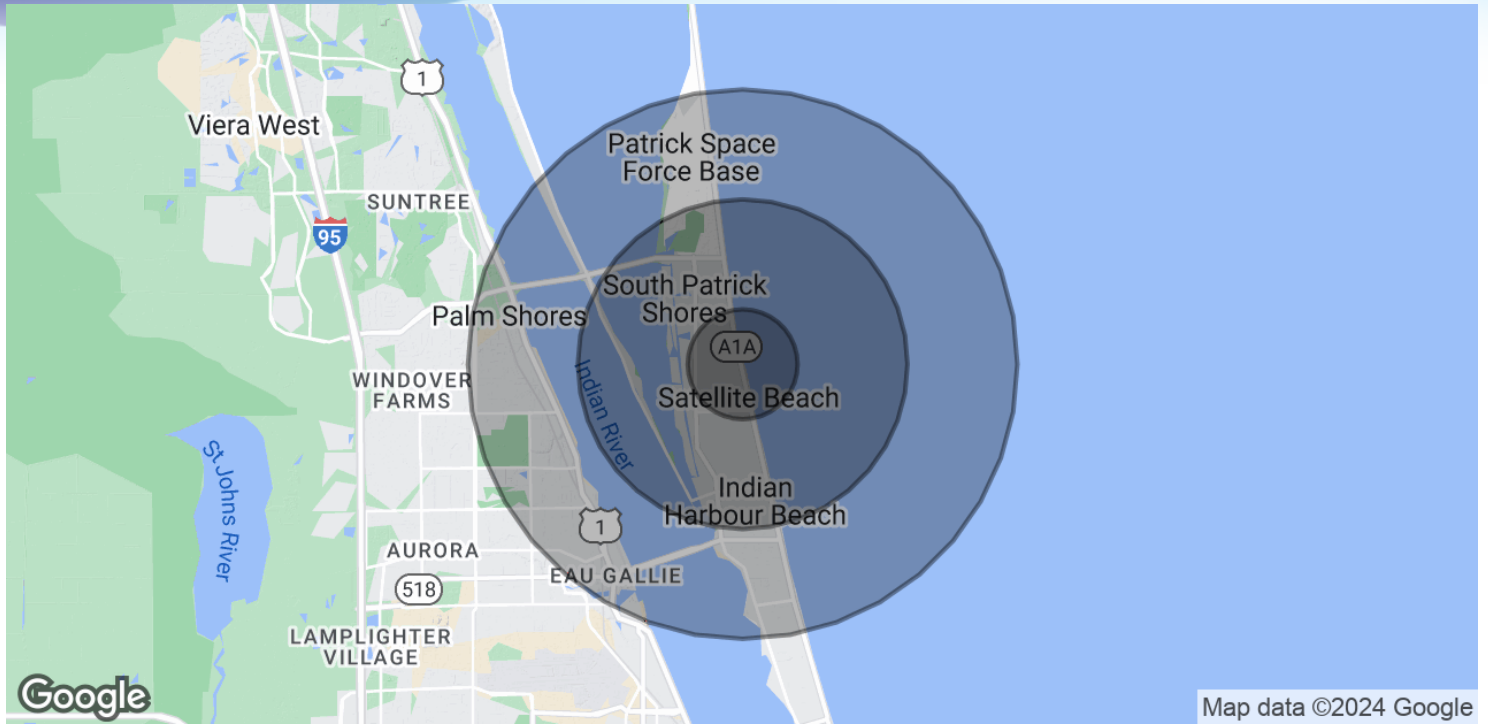 1
Viera West
Patrick Space
Force Base
SUNTREE
95
South Patrick
Shores
Palm Shores
A1A
WINDOVER
FARMS
Indian River
Satellite Beach
St Johns River
Indian
Harbour Beach
1
AURORA
EAU GALLIE
518
LAMPLIGHTER
VILLAGE
Google
Map data ©2024 Google